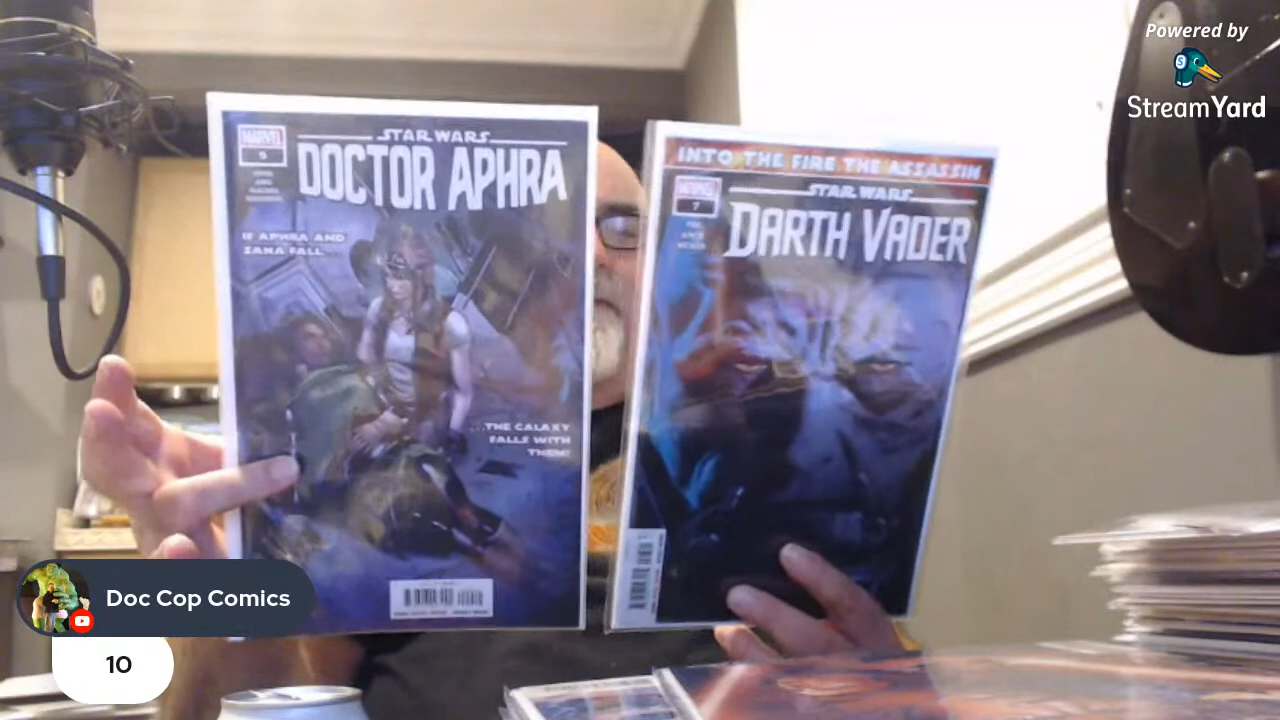 Powered by
StreamYard
MARVEL
9
STAR WARS
DOCTOR APHRA
IF APHRA AND
SANA FALL...
...THE GALAXY
FALLS WITH
THEM!
INTO THE FIRE THE ASSASSIN
MARVEL
7
STAR WARS
DARTH VADER
Doc Cop Comics
10